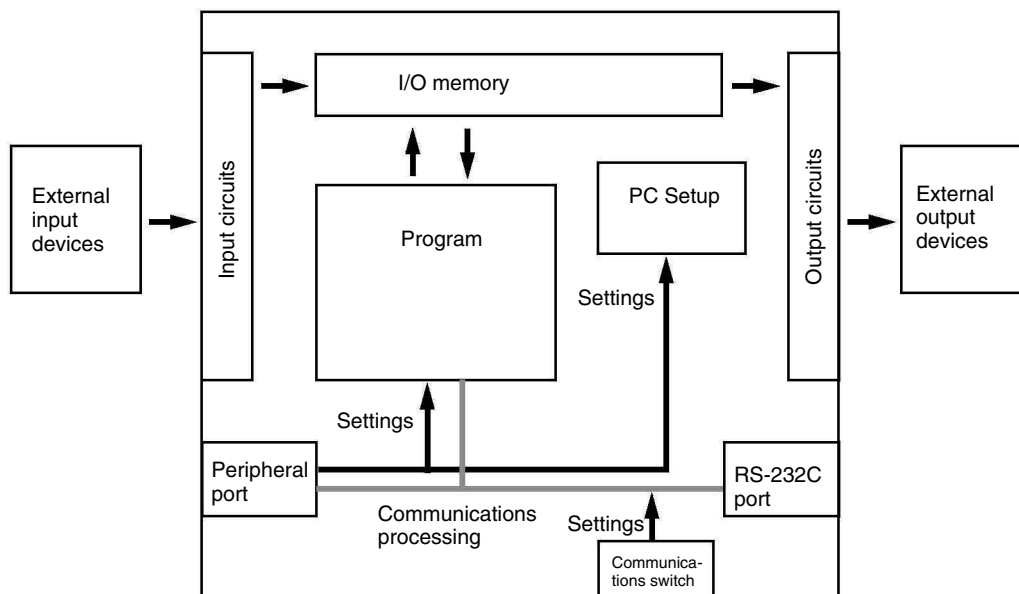 I/O memory
External
input
devices
Input circuits
Program
PC Setup
Output circuits
External
output
devices
Settings
Settings
Peripheral
port
RS-232C
port
Communications
processing
Settings
Communica-
tions switch